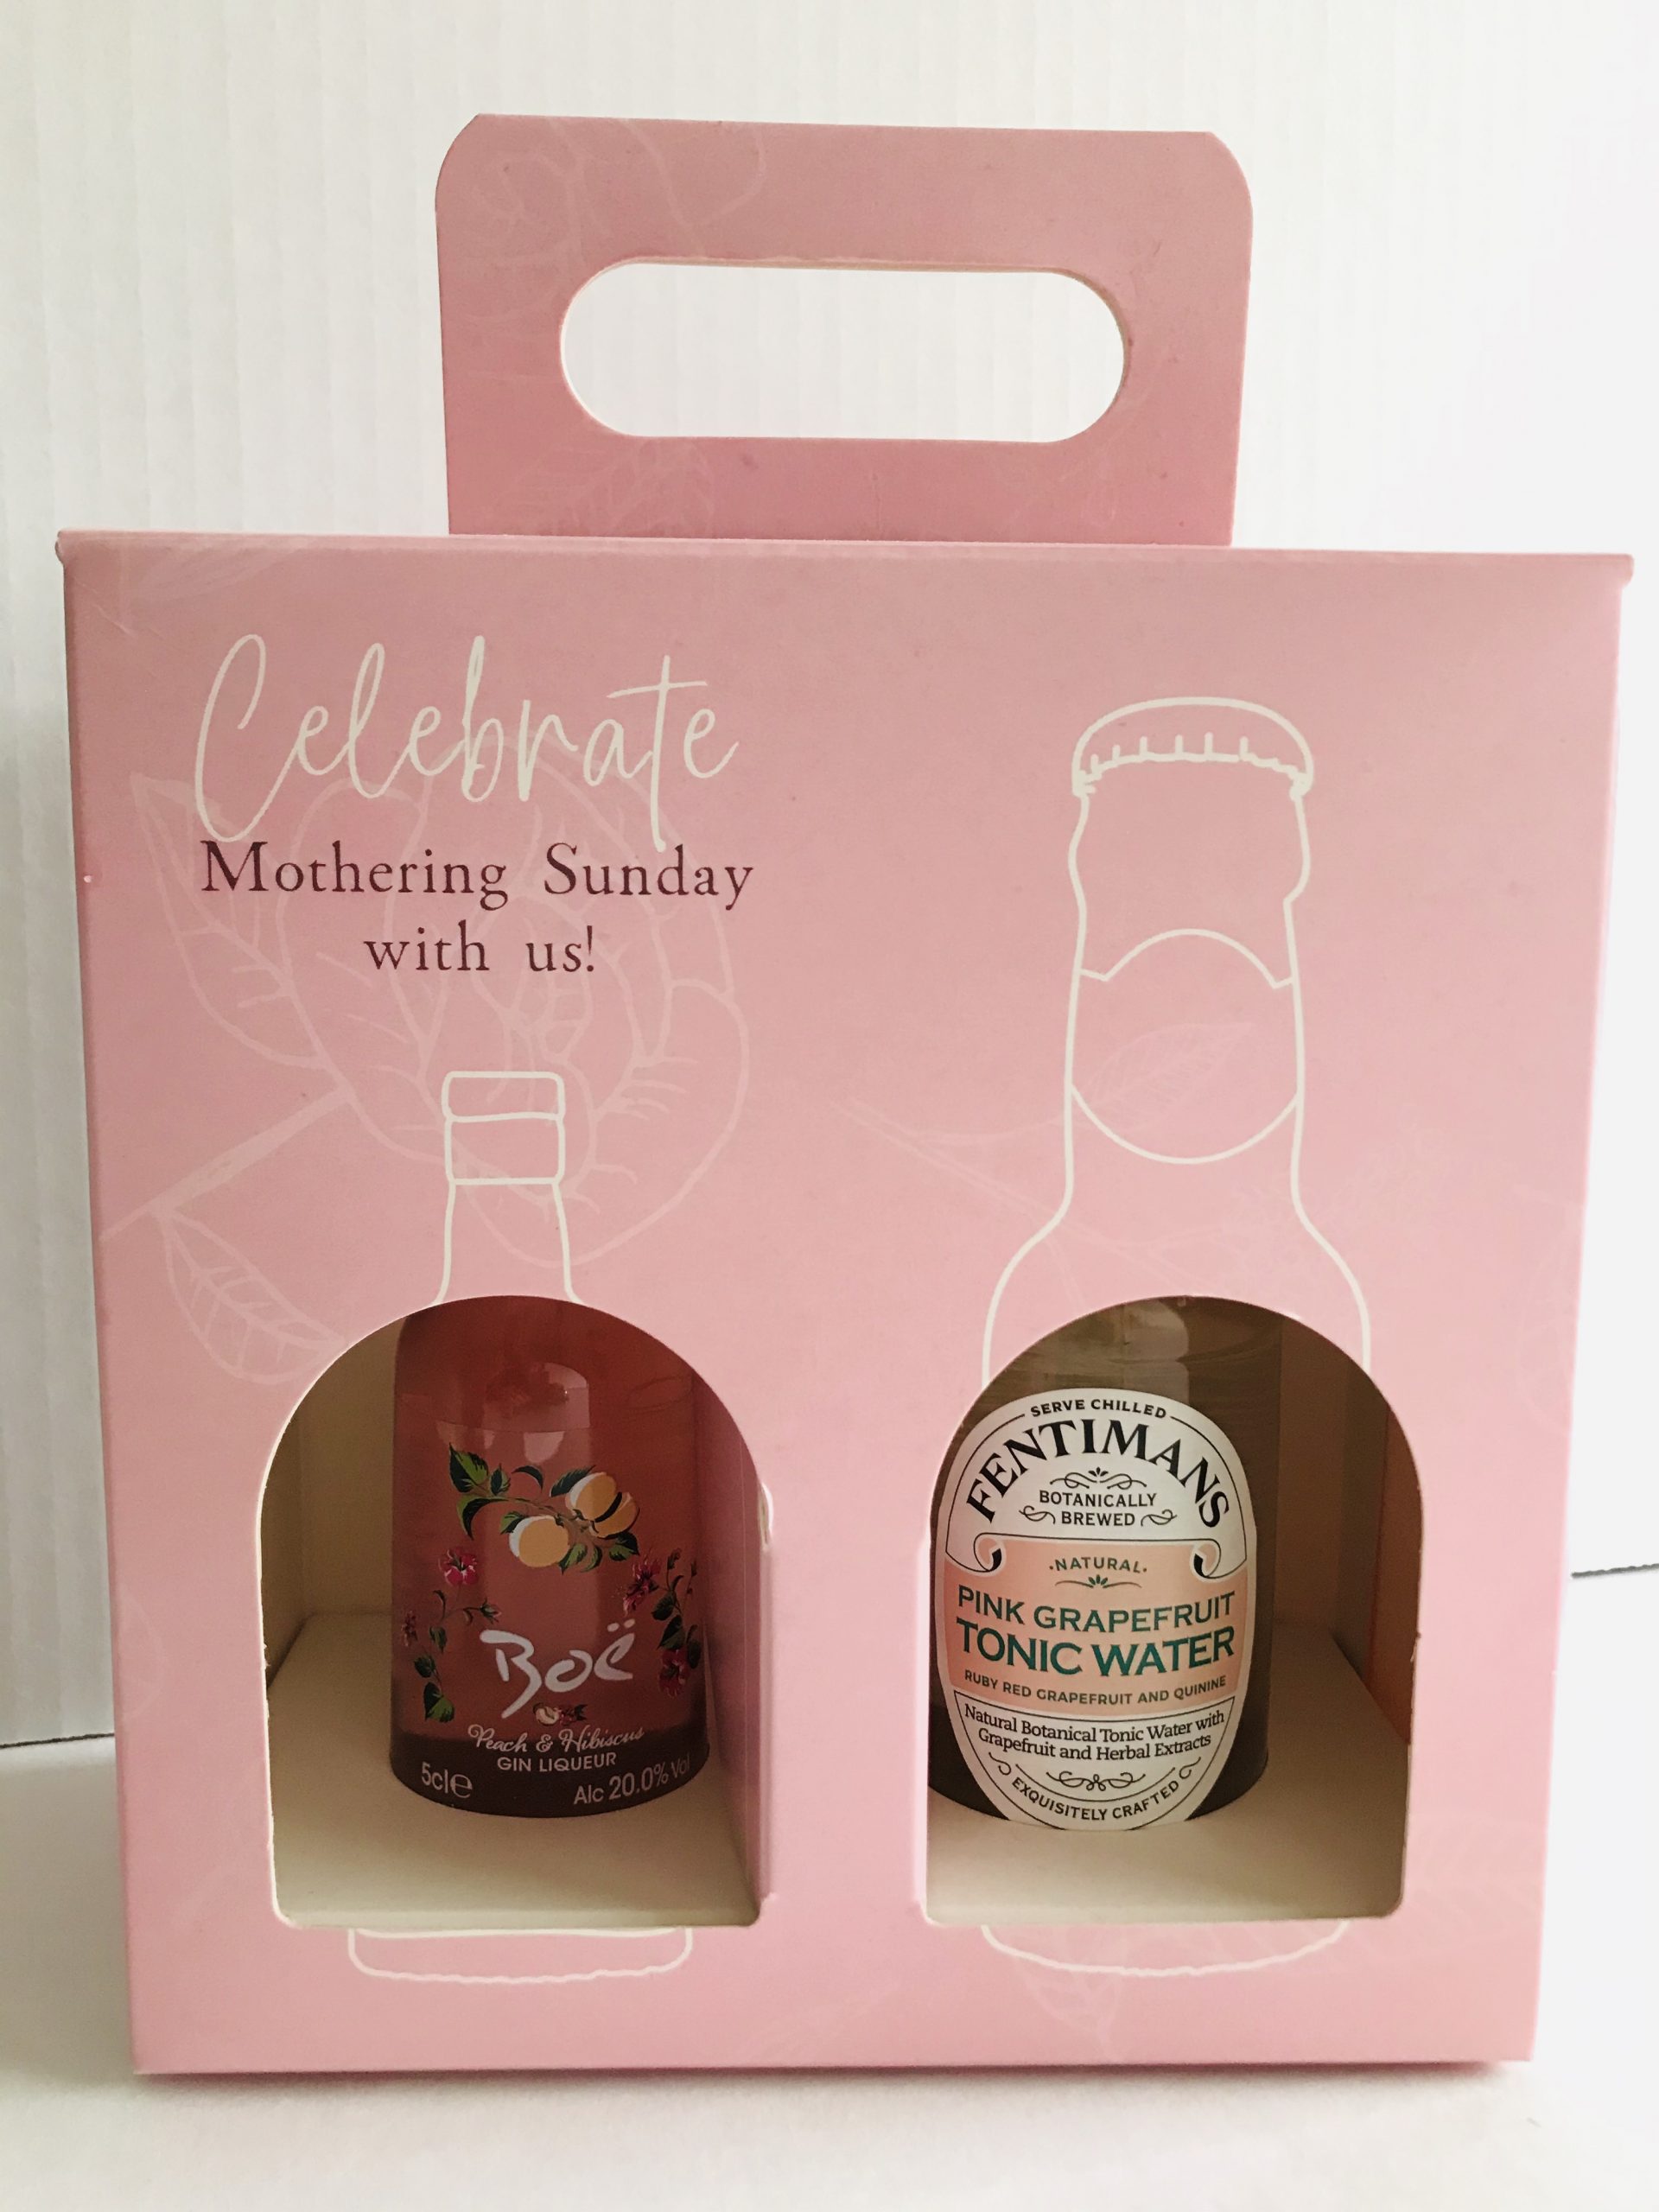 Celebrate
Mothering Sunday
with us!
Boë
Peach & Hibiscus
GIN LIQUEUR
5cle
Alc 20.0% Vol
SERVE CHILLED
FENTIMANS
BOTANICALLY
BREWED
·NATURAL·
PINK GRAPEFRUIT
TONIC WATER
RUBY RED GRAPEFRUIT AND QUININE
Natural Botanical Tonic Water with
Grapefruit and Herbal Extracts
EXQUISITELY CRAFTED